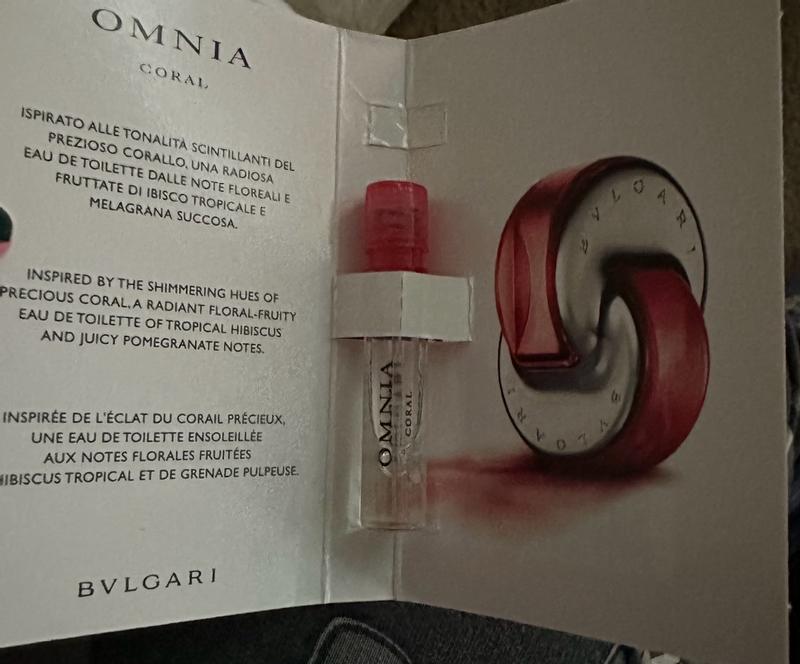 OMNIA
CORAL
ISPIRATO ALLE TONALITÀ SCINTILLANTI DEL
PREZIOSO CORALLO, UNA RADIOSA
EAU DE TOILETTE DALLE NOTE FLOREALI E
FRUTTATE DI IBISCO TROPICALE E
MELAGRANA SUCCOSA.
INSPIRED BY THE SHIMMERING HUES OF
PRECIOUS CORAL, A RADIANT FLORAL-FRUITY
EAU DE TOILETTE OF TROPICAL HIBISCUS
AND JUICY POMEGRANATE NOTES.
INSPIRÉE DE L'ÉCLAT DU CORAIL PRÉCIEUX,
UNE EAU DE TOILETTE ENSOLEILLÉE
AUX NOTES FLORALES FRUITÉES
HIBISCUS TROPICAL ET DE GRENADE PULPEUSE.
BVLGARI
OMNIA
CORAL
BVLGARI
BVLGARI